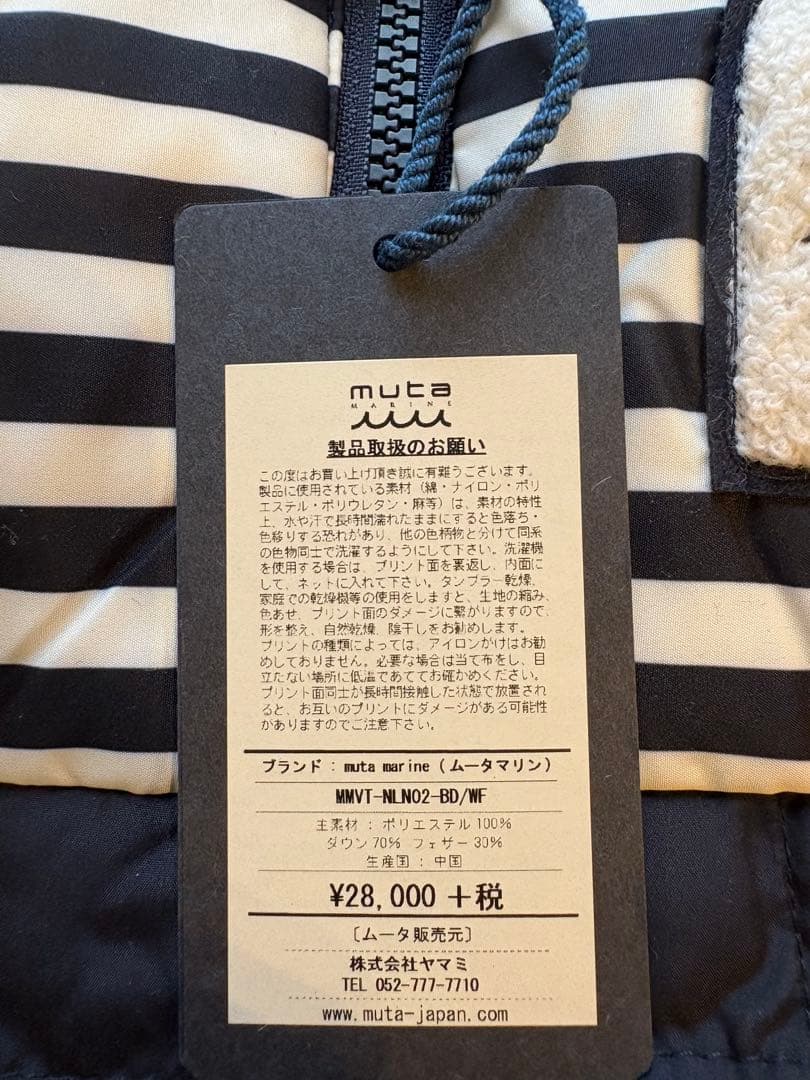 muta
MARINE
製品取扱のお願い
この度はお買い上げ頂き誠に有難うございます。
製品に使用されている素材（綿・ナイロン・ポリ
エステル・ポリウレタン・麻等）は、素材の特性
上、水や汗で長時間濡れたままにすると色落ち・
色移りする恐れがあり、他の色柄物と分けて同系
の色物同士で洗濯するようにして下さい。洗濯機
を使用する場合は、プリント面を裏返し、内面に
して、ネットに入れて下さい。タンブラー乾燥、
家庭での乾燥機等の使用をしますと、生地の縮み、
色あせ、プリント面のダメージに繋がりますので、
形を整え、自然乾燥、陰干しをお勧めします。
プリントの種類によっては、アイロンがけはお勧
めしておりません。必要な場合は当て布をし、目
立たない場所に低温であててお確かめください。
プリント面同士が長時間接触した状態で放置され
ると、お互いのプリントにダメージがある可能性
がありますのでご注意下さい。
ブランド：muta marine（ムータマリン）
MMVT-NLN02-BD/WF
主素材：ポリエステル100%
ダウン70% フェザー30%
生産国：中国
¥28,000＋税
〔ムータ販売元〕
株式会社ヤマミ
TEL 052-777-7710
www.muta-japan.com